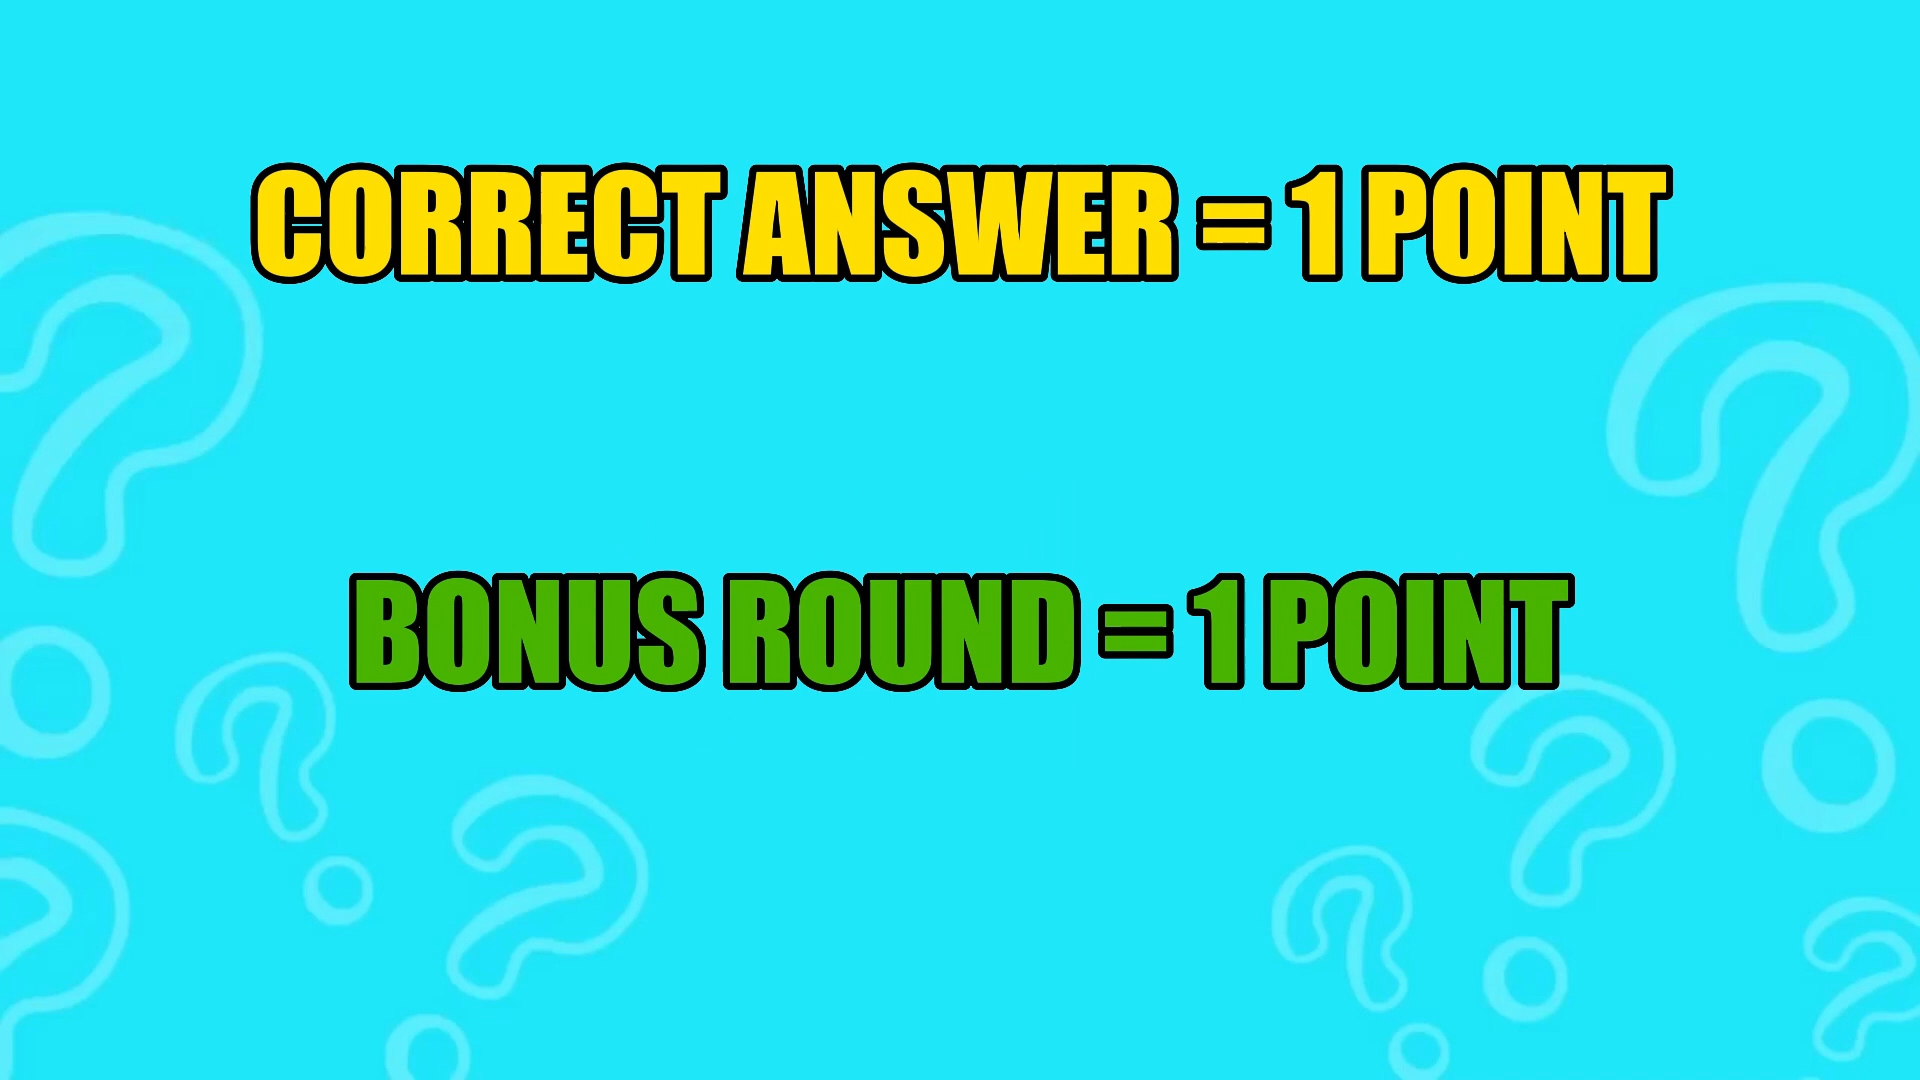 CORRECT ANSWER = 1 POINT
BONUS ROUND = 1 POINT